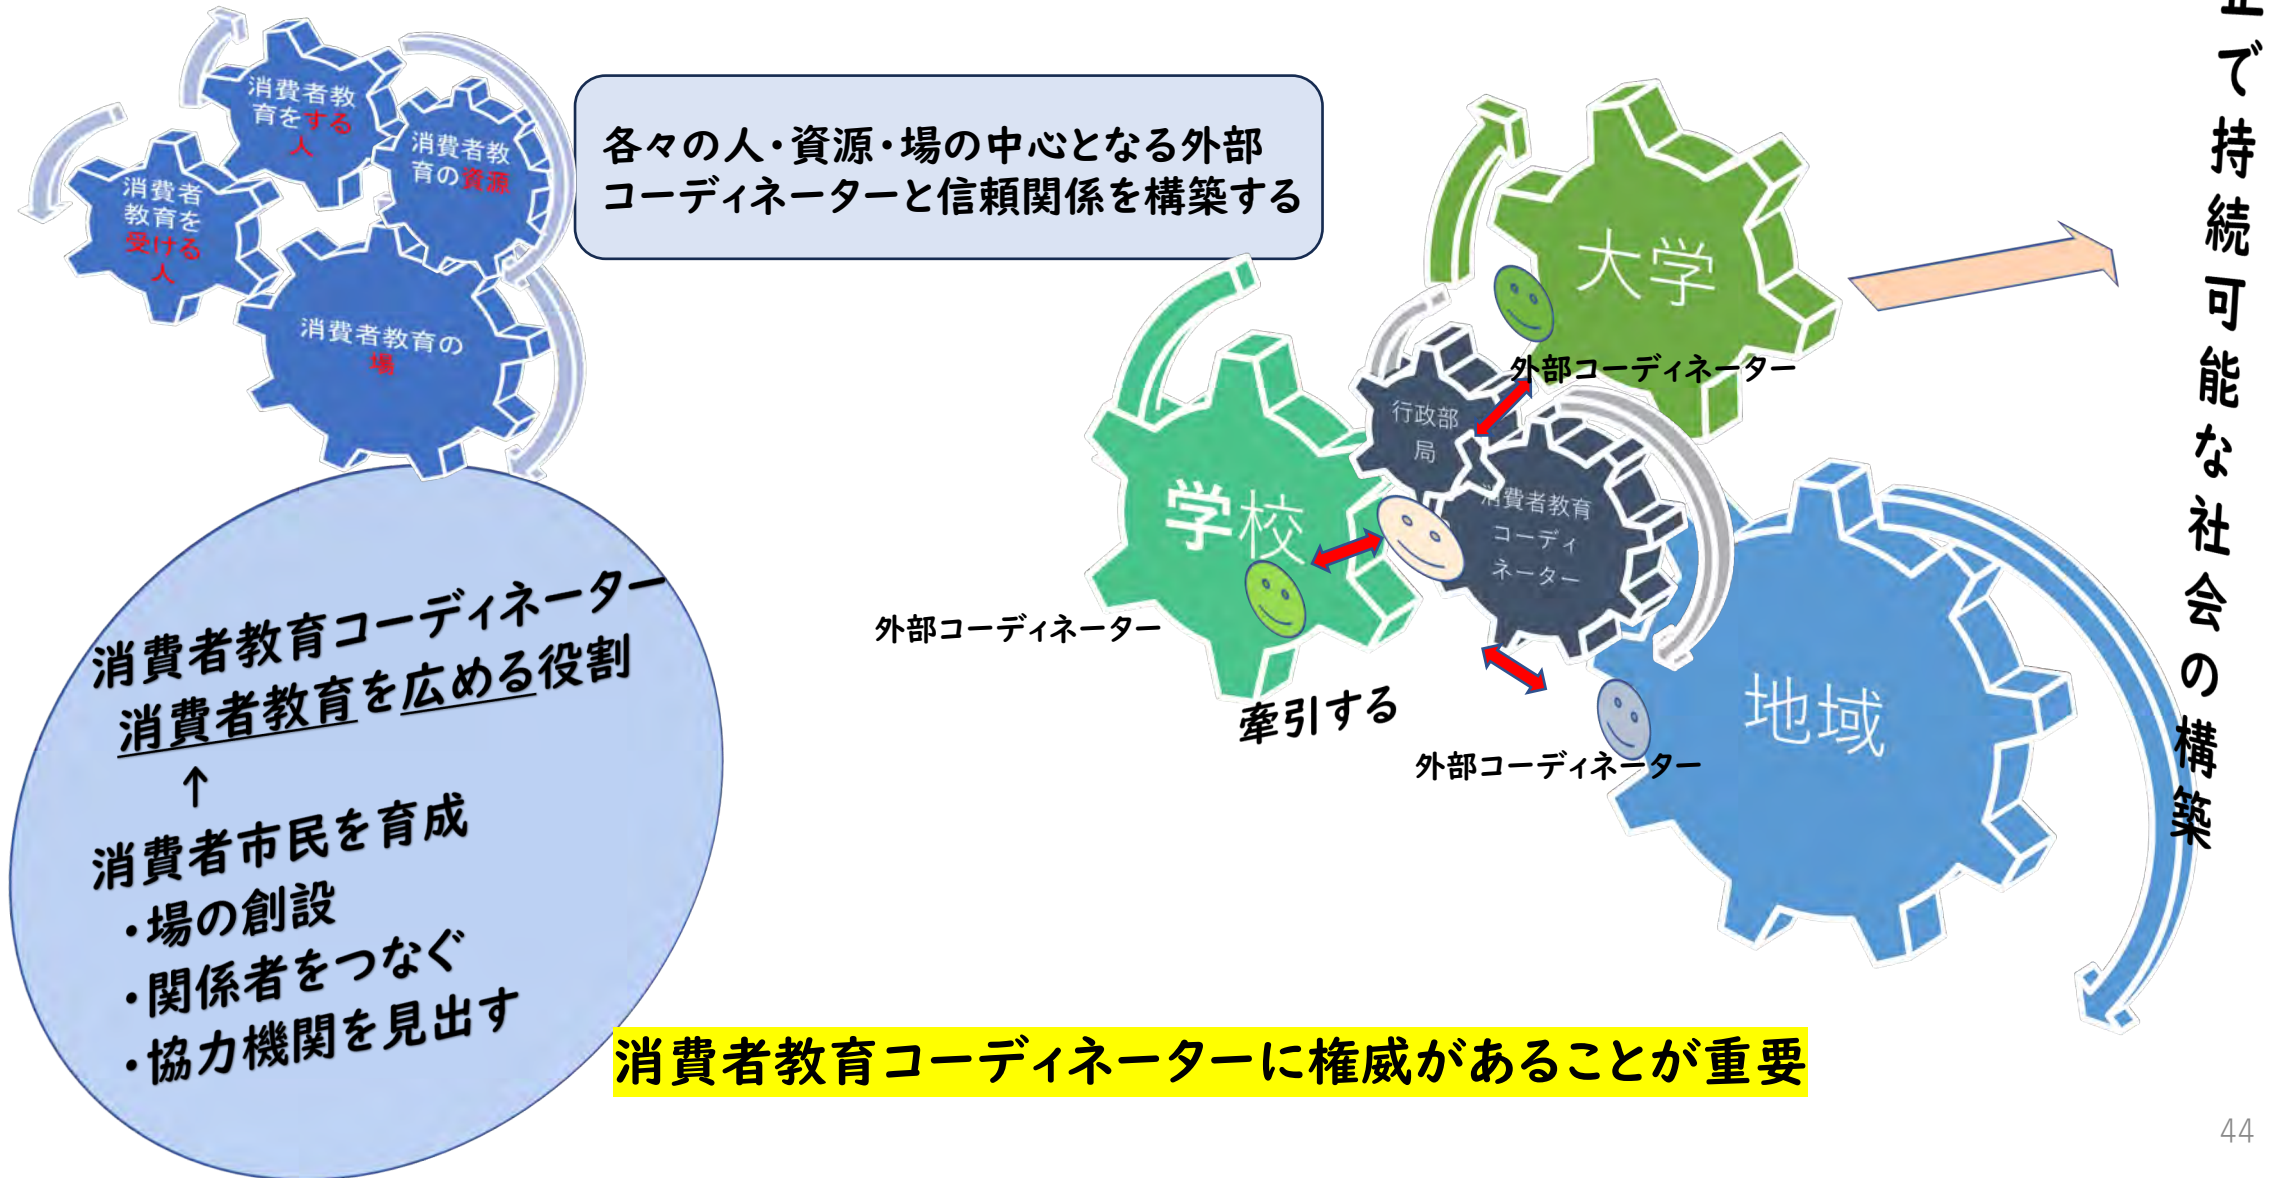 消費者教
育をする
人
消費者教
育の資源
消費者
教育を
受ける
人
消費者教育の
場
各々の人・資源・場の中心となる外部
コーディネーターと信頼関係を構築する
大学
外部コーディネーター
行政部
局
学校
消費者教育
コーディ
ネーター
外部コーディネーター
牽引する
地域
外部コーディネーター
で持続可能な社会の構築
消費者教育コーディネーター
消費者教育を広める役割
↑
消費者市民を育成
・場の創設
・関係者をつなぐ
・協力機関を見出す
消費者教育コーディネーターに権威があることが重要
44